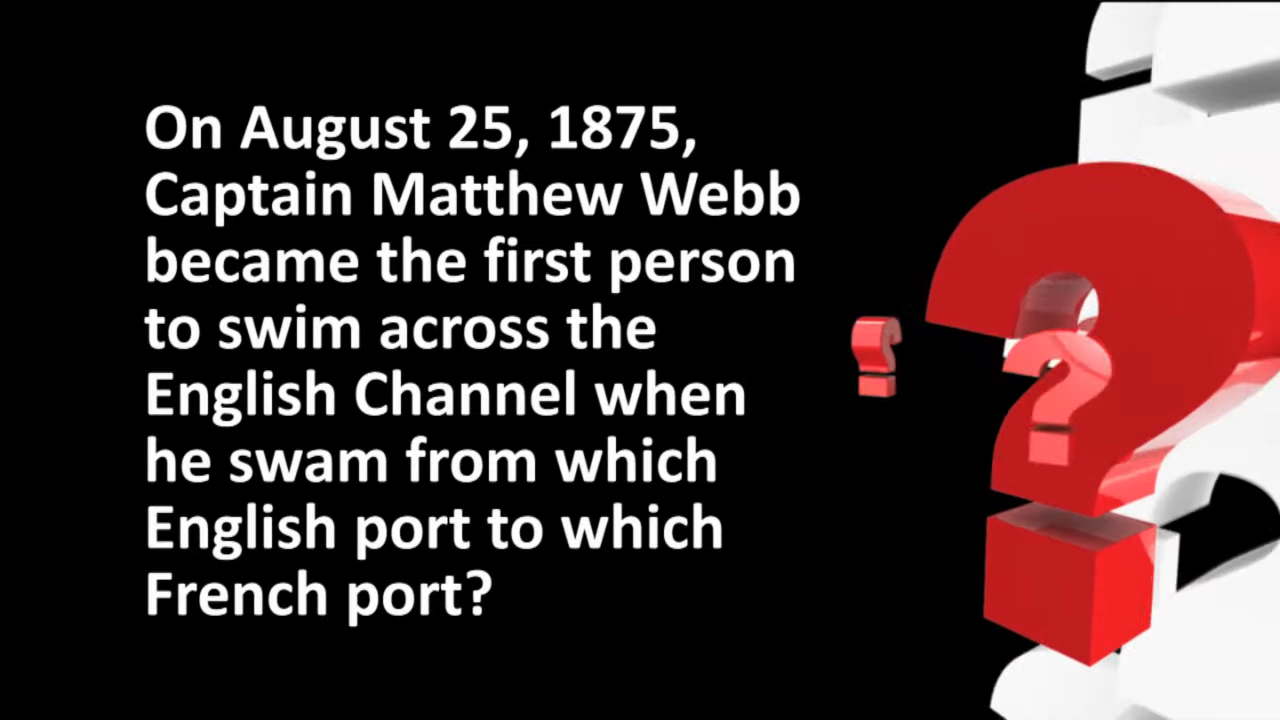 On August 25, 1875,
Captain Matthew Webb
became the first person
to swim across the
English Channel when
he swam from which
English port to which
French port?